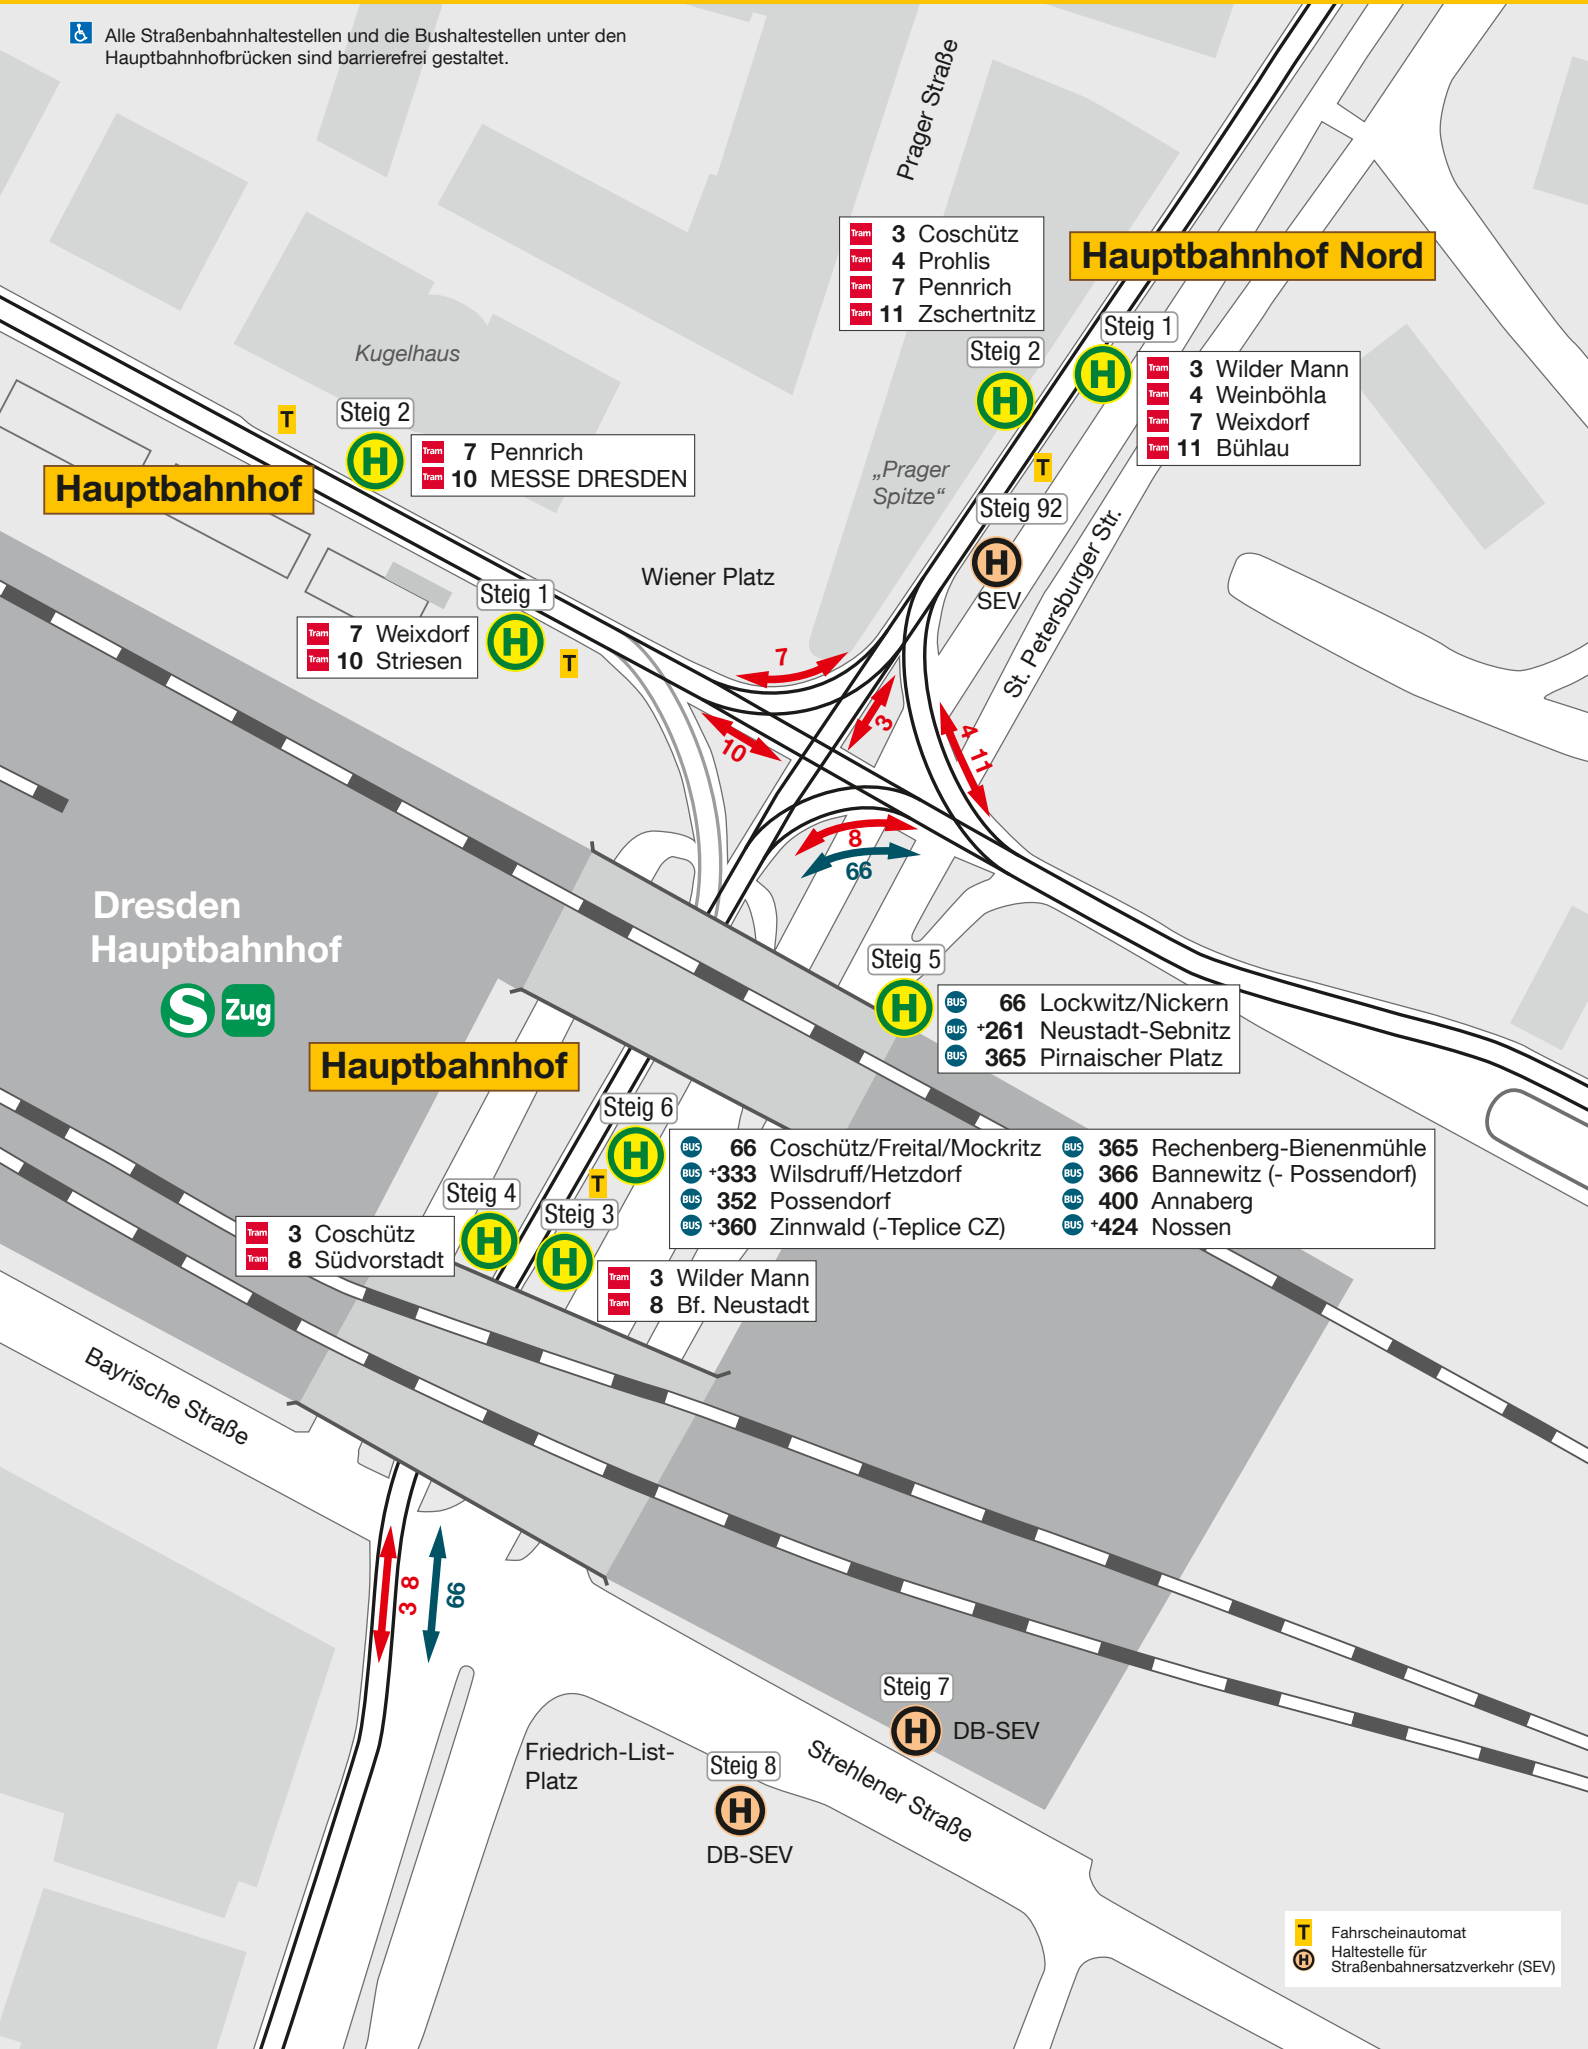 Alle Straßenbahnhaltestellen und die Bushaltestellen unter den
Hauptbahnhofbrücken sind barrierefrei gestaltet.
Prager Straße
Tram 3 Coschütz
Tram 4 Prohlis
Tram 7 Pennrich
Tram 11 Zschertnitz
Hauptbahnhof Nord
Steig 1
Steig 2
H
H
Tram 3 Wilder Mann
Tram 4 Weinböhla
Tram 7 Weixdorf
Tram 11 Bühlau
Kugelhaus
T
Steig 2
H
Tram 7 Pennrich
Tram 10 MESSE DRESDEN
Hauptbahnhof
„Prager
Spitze“
T
Steig 92
H
SEV
St. Petersburger Str.
Wiener Platz
Steig 1
H
Tram 7 Weixdorf
Tram 10 Striesen
T
7
3
10
4 11
8
66
Dresden
Hauptbahnhof
S Zug
Steig 5
H
BUS 66 Lockwitz/Nickern
BUS +261 Neustadt-Sebnitz
BUS 365 Pirnaischer Platz
Hauptbahnhof
Steig 6
H
BUS 66 Coschütz/Freital/Mockritz
BUS +333 Wilsdruff/Hetzdorf
BUS 352 Possendorf
BUS +360 Zinnwald (-Teplice CZ)
BUS 365 Rechenberg-Bienenmühle
BUS 366 Bannewitz (- Possendorf)
BUS 400 Annaberg
BUS +424 Nossen
T
Steig 4
H
Tram 3 Coschütz
Tram 8 Südvorstadt
Steig 3
H
Tram 3 Wilder Mann
Tram 8 Bf. Neustadt
Bayrische Straße
3 8
66
Steig 7
H
DB-SEV
Friedrich-List-
Platz
Steig 8
H
DB-SEV
Strehlener Straße
T Fahrscheinautomat
H Haltestelle für
Straßenbahnersatzverkehr (SEV)